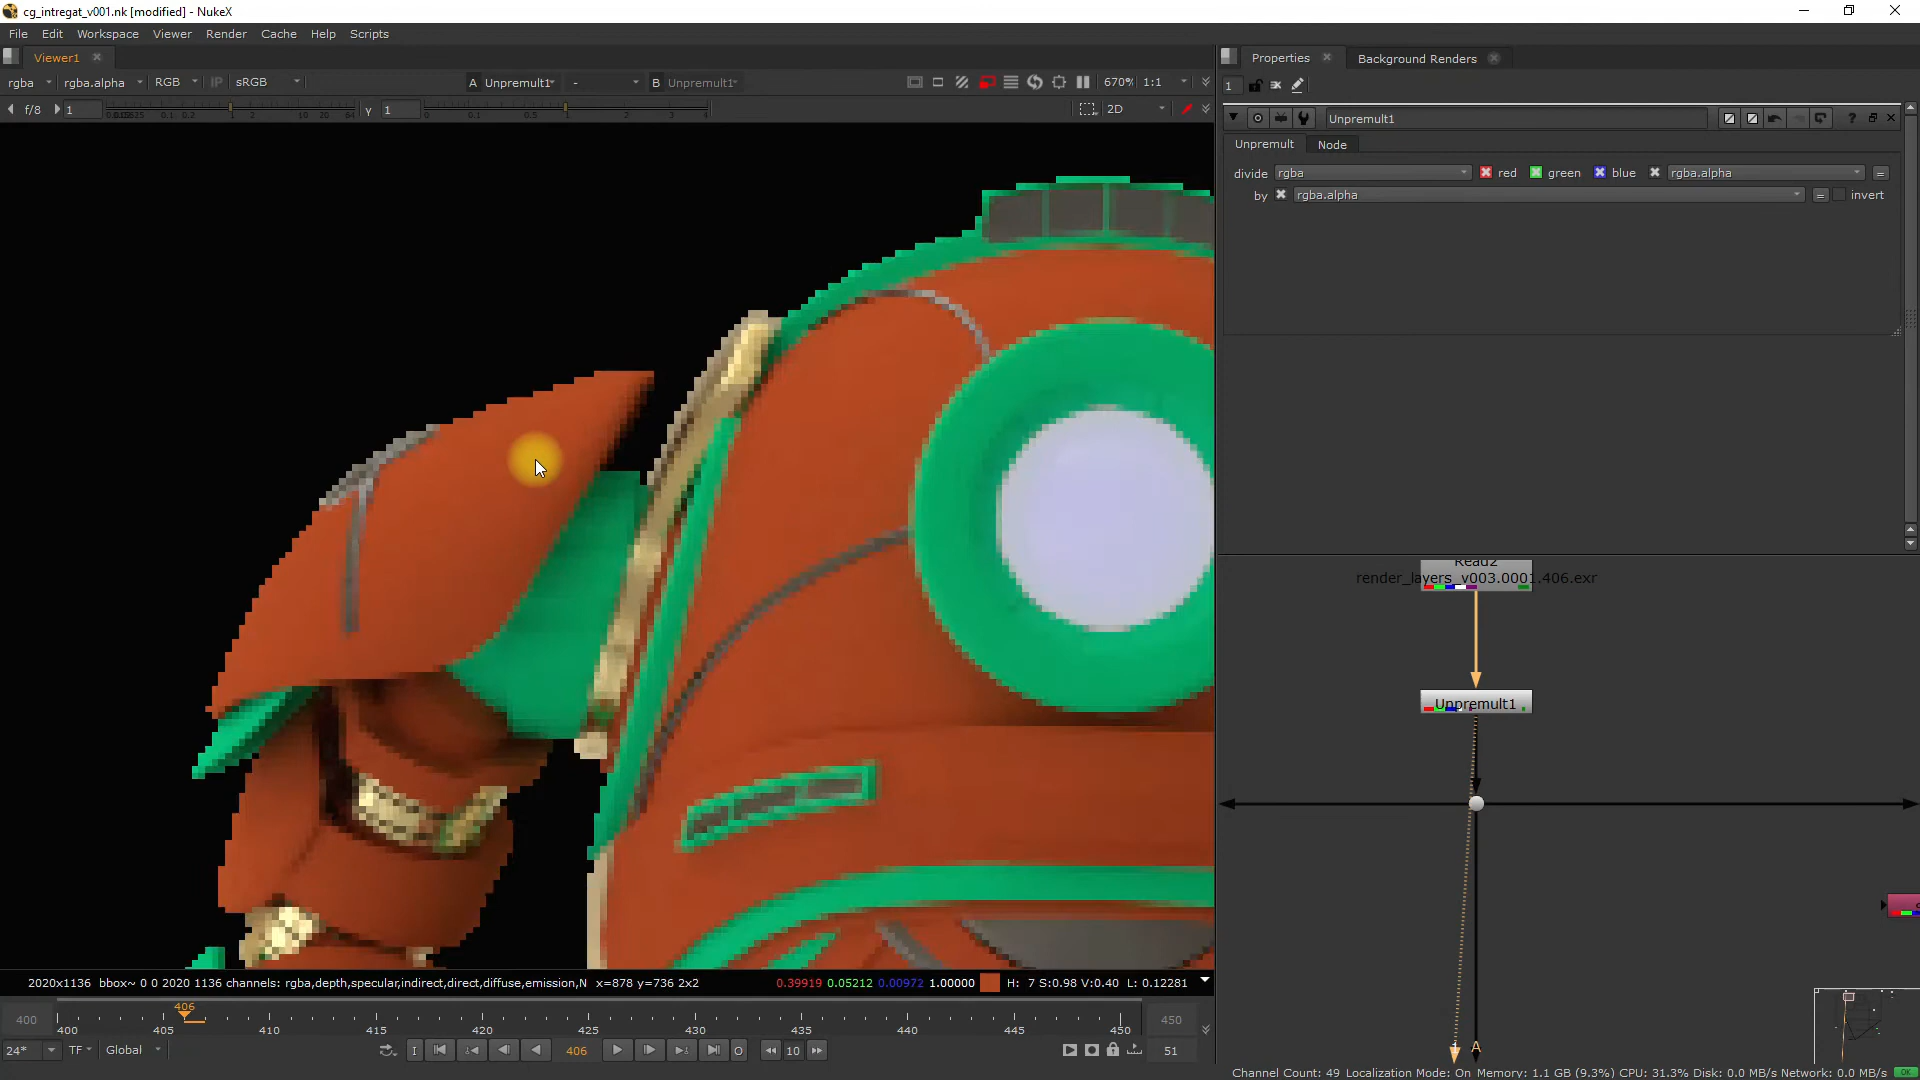 cg_intregat_v001.nk [modified] - NukeX
File Edit Workspace Viewer Render Cache Help Scripts
Viewer1
Properties
Background Renders
rgba rgba.alpha RGB IP sRGB A Unpremult1 - B Unpremult1 670% 1:1
1
f/8 1 γ 1 2D
Unpremult1
Unpremult Node
divide rgba red green blue rgba.alpha =
by rgba.alpha = invert
Read2
render_layers_v003.0001.406.exr
Unpremult1
A
2020x1136 bbox~ 0 0 2020 1136 channels: rgba,depth,specular,indirect,direct,diffuse,emission,N x=878 y=736 2x2 0.39919 0.05212 0.00972 1.00000 H: 7 S:0.98 V:0.40 L: 0.12281
406
400 400 405 410 415 420 425 430 435 440 445 450 450
24* TF Global I 406 O 10 51
Channel Count: 49 Localization Mode: On Memory: 1.1 GB (9.3%) CPU: 31.3% Disk: 0.0 MB/s Network: 0.0 MB/s OK